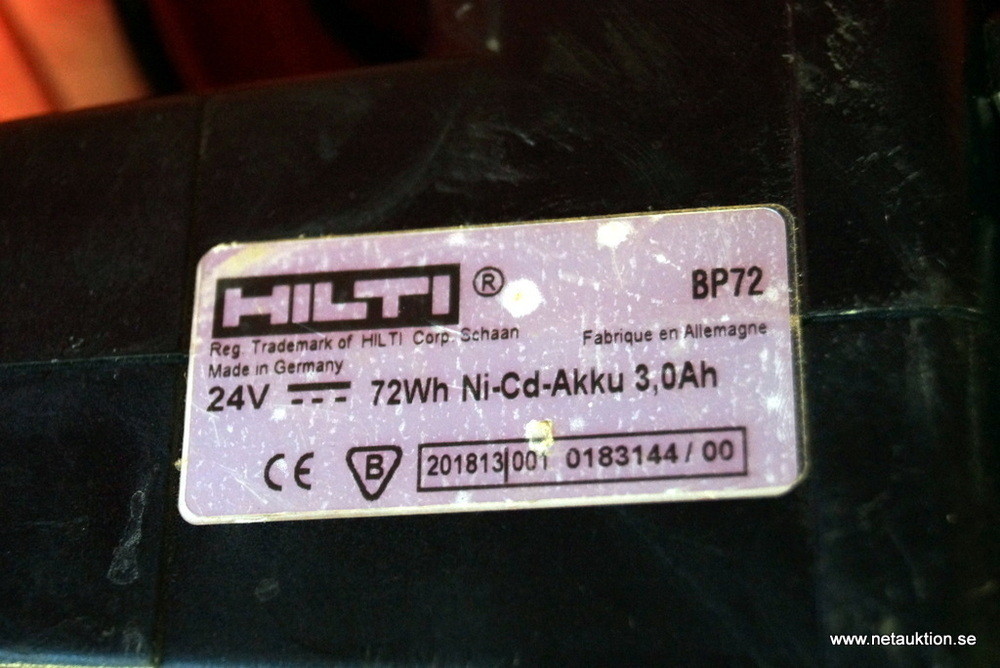 HILTI ® BP72
Reg. Trademark of HILTI Corp. Schaan Fabrique en Allemagne
Made in Germany
24V 72Wh Ni-Cd-Akku 3,0Ah
CE B 201813|001 0183144 / 00
www.netauktion.se